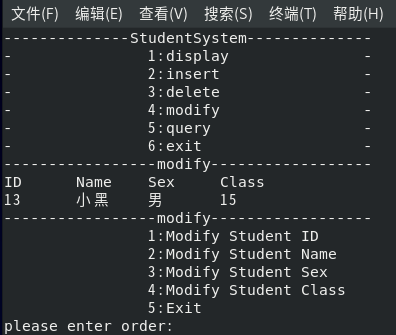 文件(F) 编辑(E) 查看(V) 搜索(S) 终端(T) 帮助(H)
--------------StudentSystem--------------
- 1:display -
- 2:insert -
- 3:delete -
- 4:modify -
- 5:query -
- 6:exit -
-----------------modify------------------
ID Name Sex Class
13 小黑 男 15
-----------------modify------------------
1:Modify Student ID
2:Modify Student Name
3:Modify Student Sex
4:Modify Student Class
5:Exit
please enter order: